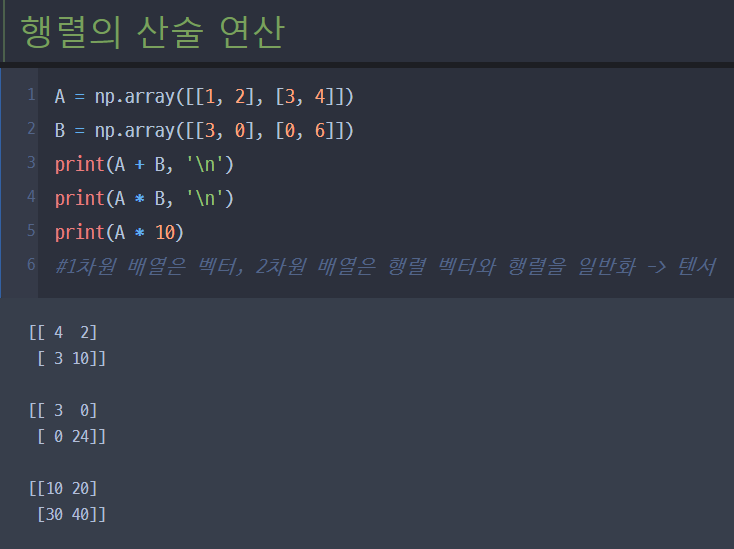 행렬의 산술 연산
1 A = np.array([[1, 2], [3, 4]])
2 B = np.array([[3, 0], [0, 6]])
3 print(A + B, '\n')
4 print(A * B, '\n')
5 print(A * 10)
6 #1차원 배열은 벡터, 2차원 배열은 행렬 벡터와 행렬을 일반화 -> 텐서
[[ 4  2]
 [ 3 10]]
[[ 3  0]
 [ 0 24]]
[[10 20]
 [30 40]]